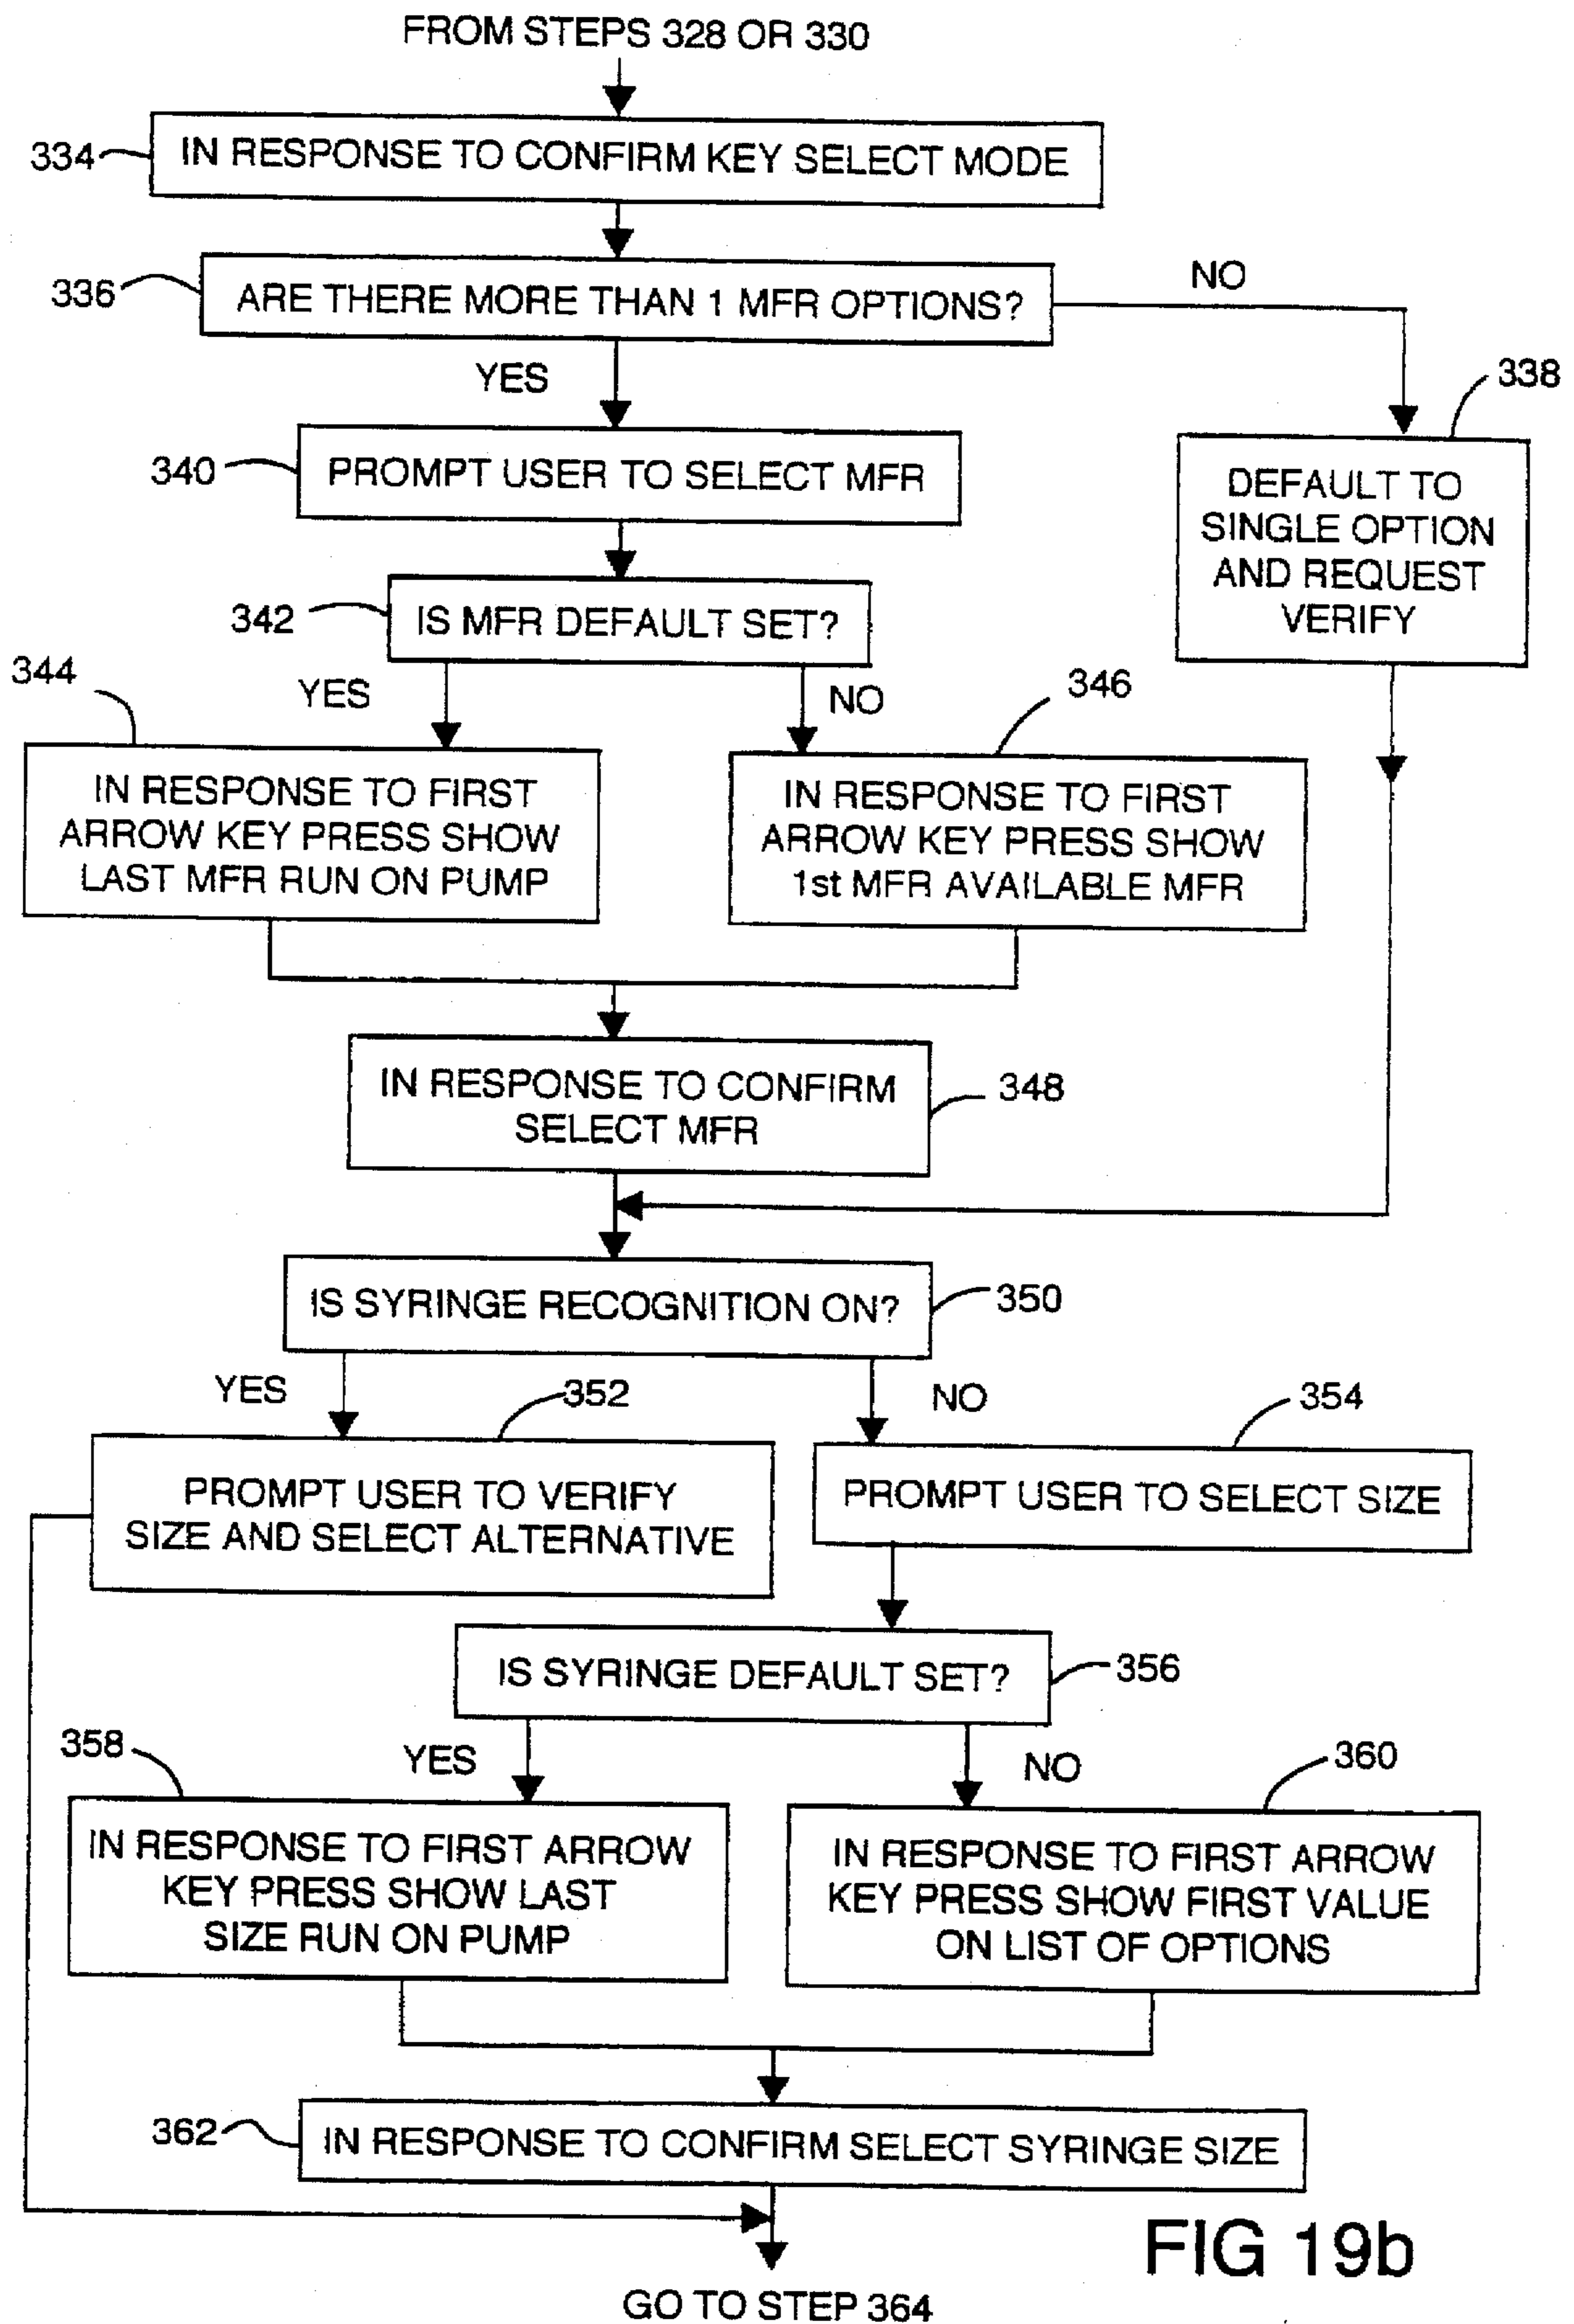 FROM STEPS 328 OR 330
334
IN RESPONSE TO CONFIRM KEY SELECT MODE
336
ARE THERE MORE THAN 1 MFR OPTIONS?
NO
YES
338
340
PROMPT USER TO SELECT MFR
DEFAULT TO
SINGLE OPTION
AND REQUEST
VERIFY
342
IS MFR DEFAULT SET?
344
YES
NO
346
IN RESPONSE TO FIRST
ARROW KEY PRESS SHOW
LAST MFR RUN ON PUMP
IN RESPONSE TO FIRST
ARROW KEY PRESS SHOW
1st MFR AVAILABLE MFR
IN RESPONSE TO CONFIRM
SELECT MFR
348
IS SYRINGE RECOGNITION ON?
350
YES
352
NO
354
PROMPT USER TO VERIFY
SIZE AND SELECT ALTERNATIVE
PROMPT USER TO SELECT SIZE
IS SYRINGE DEFAULT SET?
356
358
YES
NO
360
IN RESPONSE TO FIRST ARROW
KEY PRESS SHOW LAST
SIZE RUN ON PUMP
IN RESPONSE TO FIRST ARROW
KEY PRESS SHOW FIRST VALUE
ON LIST OF OPTIONS
362
IN RESPONSE TO CONFIRM SELECT SYRINGE SIZE
FIG 19b
GO TO STEP 364